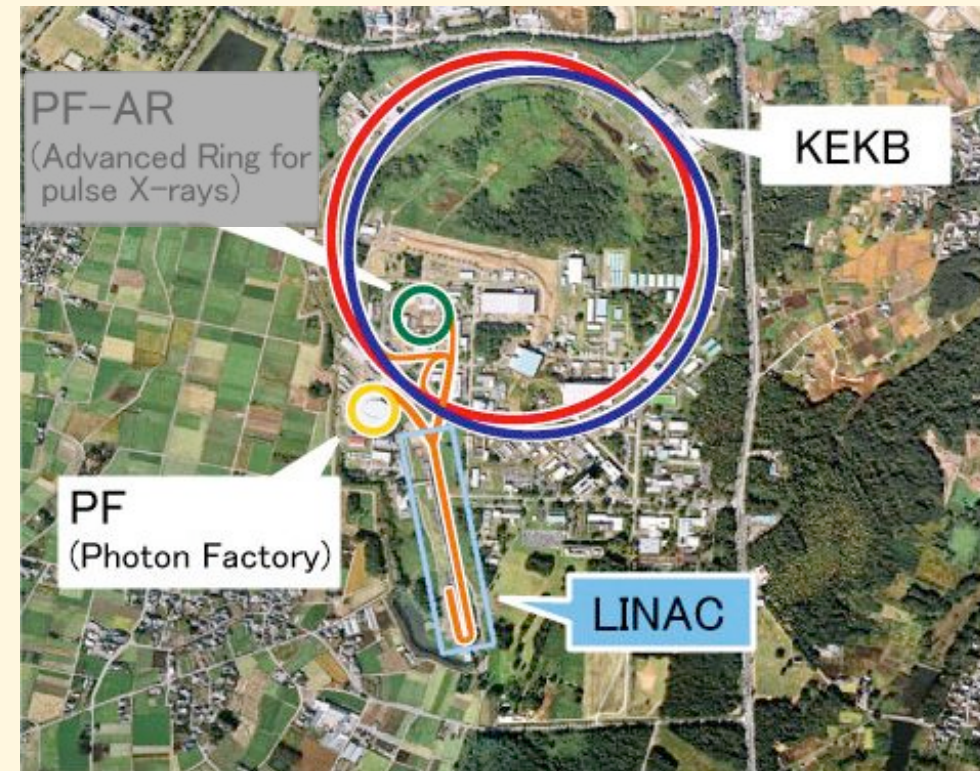 PF-AR
(Advanced Ring for
pulse X-rays)
KEKB
PF
(Photon Factory)
LINAC